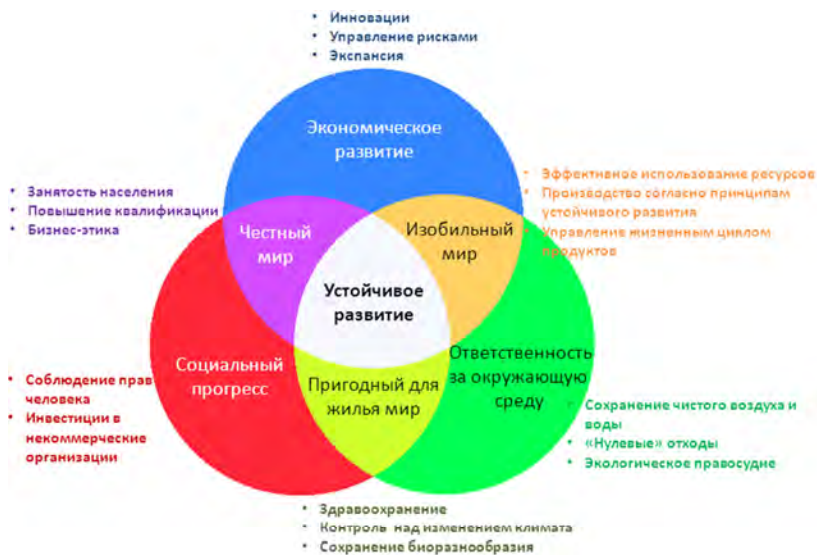 • Инновации
• Управление рисками
• Экспансия
Экономическое
развитие
• Занятость населения
• Повышение квалификации
• Бизнес-этика
• Эффективное использование ресурсов
• Производство согласно принципам
устойчивого развития
• Управление жизненным циклом
продуктов
Честный
мир
Изобильный
мир
Устойчивое
развитие
Социальный
прогресс
Пригодный для
жилья мир
Ответственность
за окружающую
среду
• Соблюдение прав
человека
• Инвестиции в
некоммерческие
организации
• Сохранение чистого воздуха и
воды
• «Нулевые» отходы
• Экологическое правосудие
• Здравоохранение
• Контроль над изменением климата
• Сохранение биоразнообразия